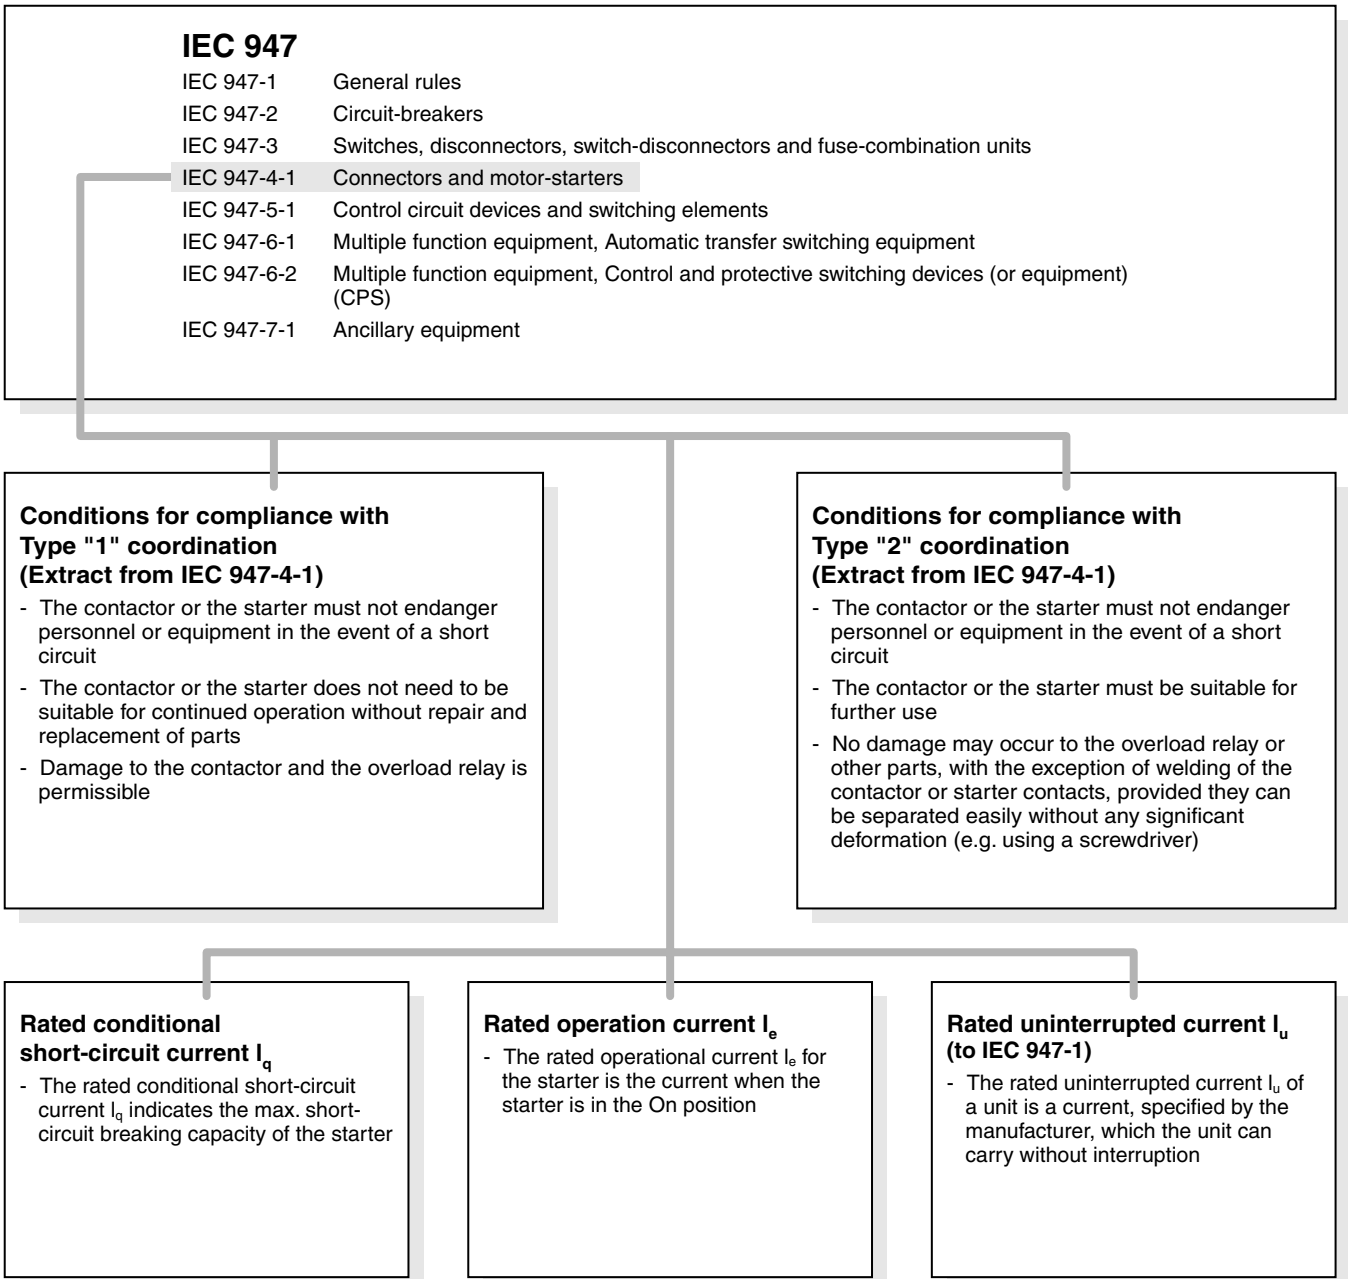 IEC 947
IEC 947-1 General rules
IEC 947-2 Circuit-breakers
IEC 947-3 Switches, disconnectors, switch-disconnectors and fuse-combination units
IEC 947-4-1 Connectors and motor-starters
IEC 947-5-1 Control circuit devices and switching elements
IEC 947-6-1 Multiple function equipment, Automatic transfer switching equipment
IEC 947-6-2 Multiple function equipment, Control and protective switching devices (or equipment)
(CPS)
IEC 947-7-1 Ancillary equipment
Conditions for compliance with
Type "1" coordination
(Extract from IEC 947-4-1)
- The contactor or the starter must not endanger
personnel or equipment in the event of a short
circuit
- The contactor or the starter does not need to be
suitable for continued operation without repair and
replacement of parts
- Damage to the contactor and the overload relay is
permissible
Conditions for compliance with
Type "2" coordination
(Extract from IEC 947-4-1)
- The contactor or the starter must not endanger
personnel or equipment in the event of a short
circuit
- The contactor or the starter must be suitable for
further use
- No damage may occur to the overload relay or
other parts, with the exception of welding of the
contactor or starter contacts, provided they can
be separated easily without any significant
deformation (e.g. using a screwdriver)
Rated conditional
short-circuit current Iq
- The rated conditional short-circuit
current Iq indicates the max. short-
circuit breaking capacity of the starter
Rated operation current Ie
- The rated operational current Ie for
the starter is the current when the
starter is in the On position
Rated uninterrupted current Iu
(to IEC 947-1)
- The rated uninterrupted current Iu of
a unit is a current, specified by the
manufacturer, which the unit can
carry without interruption